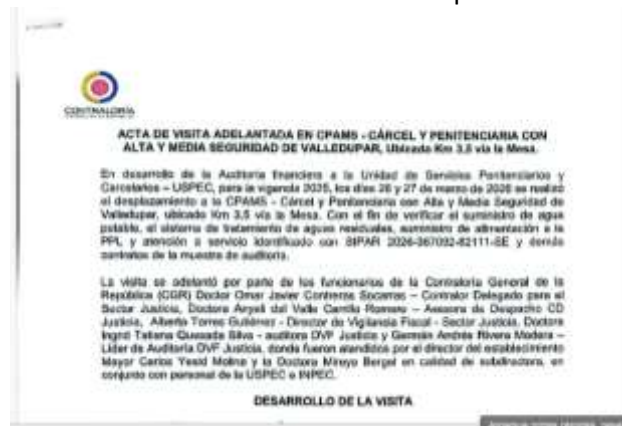 CONTRALORÍA
ACTA DE VISITA ADELANTADA EN CPAMS - CÁRCEL Y PENITENCIARIA CON
ALTA Y MEDIA SEGURIDAD DE VALLEDUPAR, Ubicado Km 3,5 vía la Mesa.
En desarrollo de la Auditoría financiera a la Unidad de Servicios Penitenciarios y
Carcelarios – USPEC, para la vigencia 2025, los días 26 y 27 de marzo de 2026 se realizó
el desplazamiento a la CPAMS - Cárcel y Penitenciaria con Alta y Media Seguridad de
Valledupar, ubicado Km 3,5 vía la Mesa. Con el fin de verificar el suministro de agua
potable, el sistema de tratamiento de aguas residuales, suministro de alimentación a la
PPL y atención a servicio identificado con SIPAR 2026-367092-82111-SE y demás
contratos de la muestra de auditoría.
La visita se adelantó por parte de los funcionarios de la Contraloría General de la
República (CGR) Doctor Omar Javier Contreras Socarras – Contralor Delegado para el
Sector Justicia, Doctora Anyeli del Valle Carrillo Romero – Asesora de Despacho CD
Justicia, Alberto Torres Gutiérrez - Director de Vigilancia Fiscal - Sector Justicia, Doctora
Ingrid Tatiana Quesada Silva - auditora DVF Justicia y Germán Andrés Rivera Madera –
Líder de Auditoría DVF Justicia, donde fueron atendidos por el director del establecimiento
Mayor Carlos Yesid Molina y la Doctora Mireya Bergel en calidad de subdirectora, en
conjunto con personal de la USPEC e INPEC.
DESARROLLO DE LA VISITA